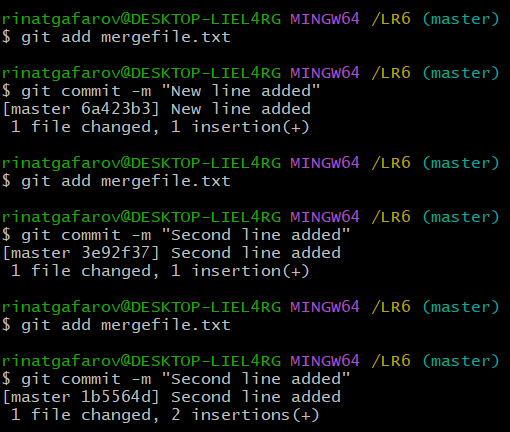 rinatgafarov@DESKTOP-LIEL4RG MINGW64 /LR6 (master)
$ git add mergefile.txt
rinatgafarov@DESKTOP-LIEL4RG MINGW64 /LR6 (master)
$ git commit -m "New line added"
[master 6a423b3] New line added
 1 file changed, 1 insertion(+)
rinatgafarov@DESKTOP-LIEL4RG MINGW64 /LR6 (master)
$ git add mergefile.txt
rinatgafarov@DESKTOP-LIEL4RG MINGW64 /LR6 (master)
$ git commit -m "Second line added"
[master 3e92f37] Second line added
 1 file changed, 1 insertion(+)
rinatgafarov@DESKTOP-LIEL4RG MINGW64 /LR6 (master)
$ git add mergefile.txt
rinatgafarov@DESKTOP-LIEL4RG MINGW64 /LR6 (master)
$ git commit -m "Second line added"
[master 1b5564d] Second line added
 1 file changed, 2 insertions(+)